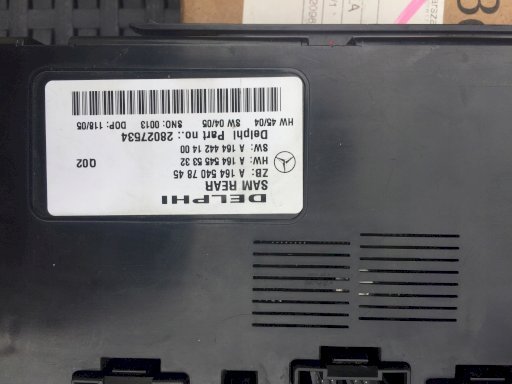 DELPHI
SAM REAR
ZB: A 164 540 78 45
HW: A 164 545 53 32
SW: A 164 442 14 00
Q02
Delphi Part no.: 28027534
HW 45/04 SW 04/05 SNO: 0013 DOP: 118/05